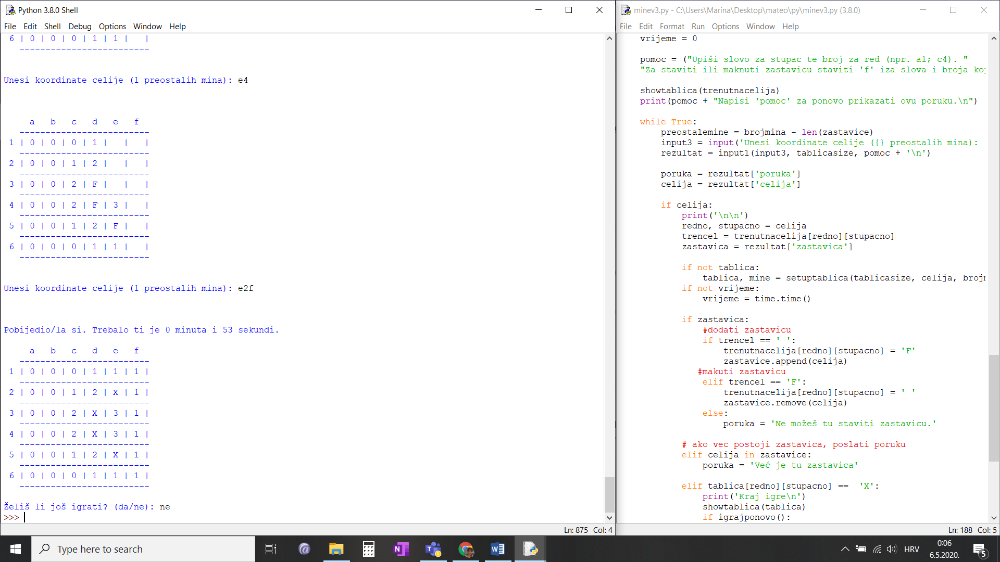 Python 3.8.0 Shell
File Edit Shell Debug Options Window Help
6 | 0 | 0 | 0 | 1 | 1 |   |
-------------------------
Unesi koordinate celije (1 preostalih mina): e4
a b c d e f
-------------------------
1 | 0 | 0 | 0 | 1 |   |   |
-------------------------
2 | 0 | 0 | 1 | 2 |   |   |
-------------------------
3 | 0 | 0 | 2 | F |   |   |
-------------------------
4 | 0 | 0 | 2 | F | 3 |   |
-------------------------
5 | 0 | 0 | 1 | 2 | F |   |
-------------------------
6 | 0 | 0 | 0 | 1 | 1 |   |
-------------------------
Unesi koordinate celije (1 preostalih mina): e2f
Pobijedio/la si. Trebalo ti je 0 minuta i 53 sekundi.
a b c d e f
-------------------------
1 | 0 | 0 | 0 | 1 | 1 | 1 |
-------------------------
2 | 0 | 0 | 1 | 2 | X | 1 |
-------------------------
3 | 0 | 0 | 2 | X | 3 | 1 |
-------------------------
4 | 0 | 0 | 2 | X | 3 | 1 |
-------------------------
5 | 0 | 0 | 1 | 2 | X | 1 |
-------------------------
6 | 0 | 0 | 0 | 1 | 1 | 1 |
-------------------------
Želiš li još igrati? (da/ne): ne
>>>
Ln: 875 Col: 4
minev3.py - C:\Users\Marina\Desktop\mateo\py\minev3.py (3.8.0)
File Edit Format Run Options Window Help
vrijeme = 0
pomoc = ("Upiši slovo za stupac te broj za red (npr. a1; c4). "
"Za staviti ili maknuti zastavicu staviti 'f' iza slova i broja
showtablica(trenutnacelija)
print(pomoc + "Napisi 'pomoc' za ponovo prikazati ovu poruku.\n")
while True:
preostalemine = brojmina - len(zastavice)
input3 = input('Unesi koordinate celije ({} preostalih mina):
rezultat = input1(input3, tablicasize, pomoc + '\n')
poruka = rezultat['poruka']
celija = rezultat['celija']
if celija:
print('\n\n')
redno, stupacno = celija
trencel = trenutnacelija[redno][stupacno]
zastavica = rezultat['zastavica']
if not tablica:
tablica, mine = setuptablica(tablicasize, celija,
if not vrijeme:
vrijeme = time.time()
if zastavica:
#dodati zastavicu
if trencel == ' ':
trenutnacelija[redno][stupacno] = 'F'
zastavice.append(celija)
#makuti zastavicu
elif trencel == 'F':
trenutnacelija[redno][stupacno] = ' '
zastavice.remove(celija)
else:
poruka = 'Ne možeš tu staviti zastavicu.'
# ako vec postoji zastavica, poslati poruku
elif celija in zastavice:
poruka = 'Već je tu zastavica'
elif tablica[redno][stupacno] ==  'X':
print('Kraj igre\n')
showtablica(tablica)
if igrajponovo():
Ln: 188 Col: 5
Type here to search
HRV
0:06
6.5.2020.
5